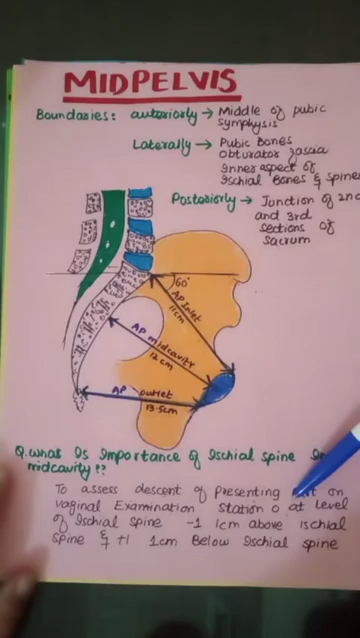 MIDPELVIS
Boundaries: anteriorly → Middle of pubic
symphysis
Laterally → Pubic Bones
obturator fascia
Inner aspect of
Ischial Bones & spines
Posteriorly → Junction of 2nd
and 3rd
sections of
sacrum
60°
AP Inlet
11cm
AP midcavity
12cm
AP outlet
13.5cm
Q. What is Importance of Ischial spine In
midcavity??
To assess descent of presenting on
vaginal Examination Station 0 at Level
of Ischial spine -1 1cm above ischial
spine & +1 1cm Below Ischial spine